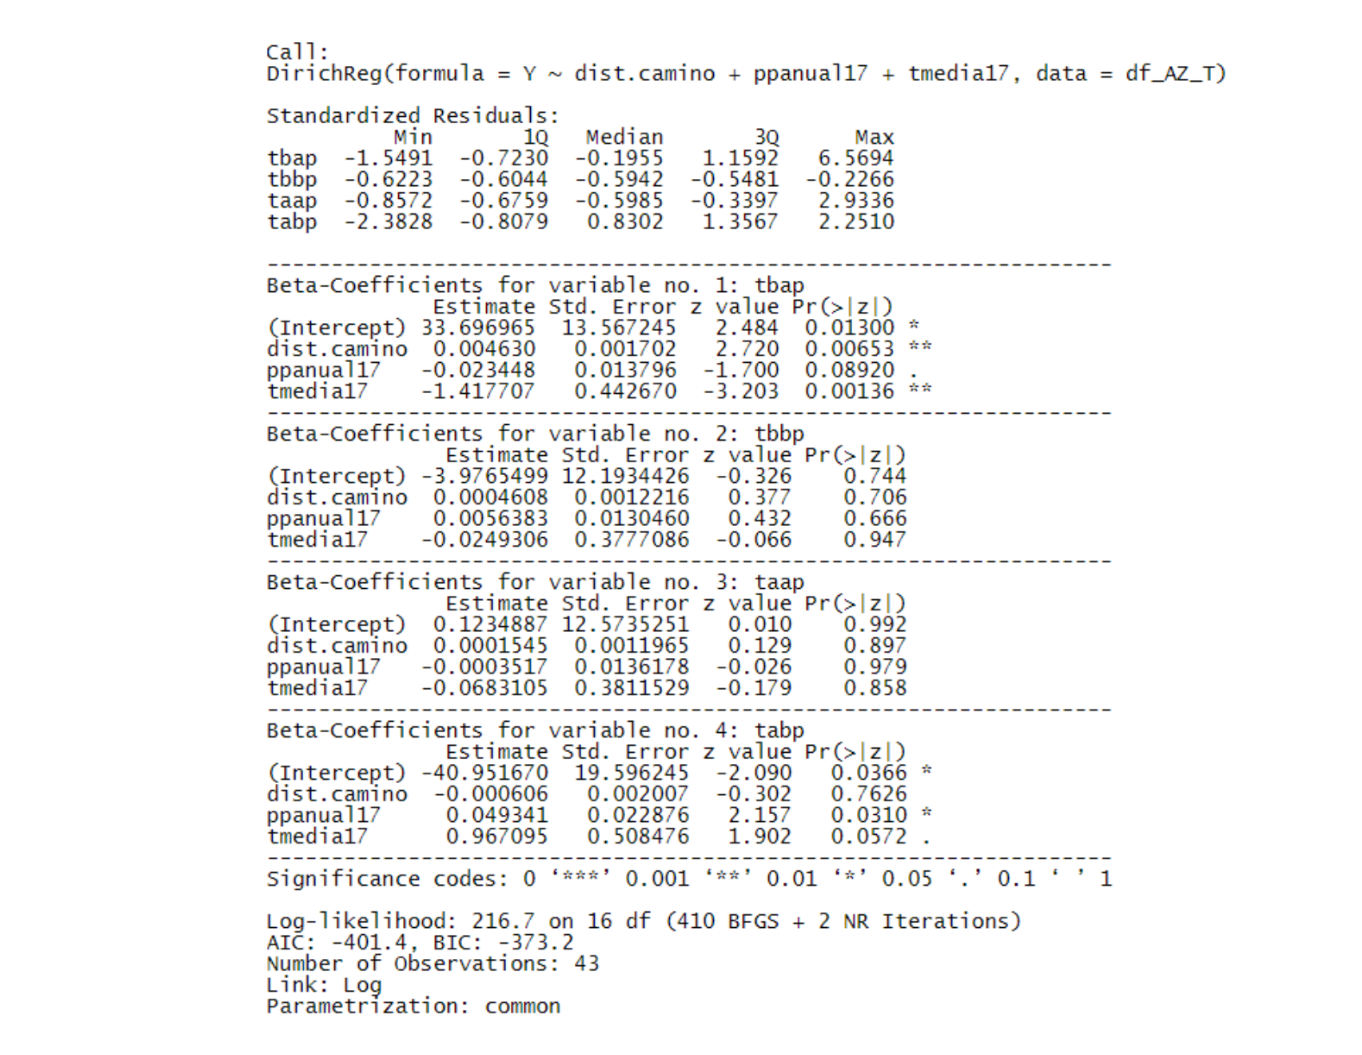 Call:
DirichReg(formula = Y ~ dist.camino + ppanual17 + tmedia17, data = df_AZ_T)
Standardized Residuals:
Min 1Q Median 3Q Max
tbap -1.5491 -0.7230 -0.1955 1.1592 6.5694
tbbp -0.6223 -0.6044 -0.5942 -0.5481 -0.2266
taap -0.8572 -0.6759 -0.5985 -0.3397 2.9336
tabp -2.3828 -0.8079 0.8302 1.3567 2.2510
------------------------------------------------------------------
Beta-Coefficients for variable no. 1: tbap
Estimate Std. Error z value Pr(>|z|)
(Intercept) 33.696965 13.567245 2.484 0.01300 *
dist.camino 0.004630 0.001702 2.720 0.00653 **
ppanual17 -0.023448 0.013796 -1.700 0.08920 .
tmedia17 -1.417707 0.442670 -3.203 0.00136 **
------------------------------------------------------------------
Beta-Coefficients for variable no. 2: tbbp
Estimate Std. Error z value Pr(>|z|)
(Intercept) -3.9765499 12.1934426 -0.326 0.744
dist.camino 0.0004608 0.0012216 0.377 0.706
ppanual17 0.0056383 0.0130460 0.432 0.666
tmedia17 -0.0249306 0.3777086 -0.066 0.947
------------------------------------------------------------------
Beta-Coefficients for variable no. 3: taap
Estimate Std. Error z value Pr(>|z|)
(Intercept) 0.1234887 12.5735251 0.010 0.992
dist.camino 0.0001545 0.0011965 0.129 0.897
ppanual17 -0.0003517 0.0136178 -0.026 0.979
tmedia17 -0.0683105 0.3811529 -0.179 0.858
------------------------------------------------------------------
Beta-Coefficients for variable no. 4: tabp
Estimate Std. Error z value Pr(>|z|)
(Intercept) -40.951670 19.596245 -2.090 0.0366 *
dist.camino -0.000606 0.002007 -0.302 0.7626
ppanual17 0.049341 0.022876 2.157 0.0310 *
tmedia17 0.967095 0.508476 1.902 0.0572 .
------------------------------------------------------------------
Significance codes: 0 ‘***’ 0.001 ‘**’ 0.01 ‘*’ 0.05 ‘.’ 0.1 ‘ ’ 1
Log-likelihood: 216.7 on 16 df (410 BFGS + 2 NR Iterations)
AIC: -401.4, BIC: -373.2
Number of Observations: 43
Link: Log
Parametrization: common